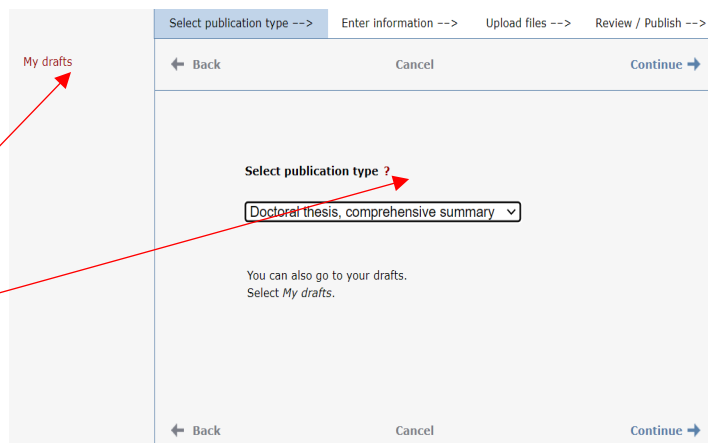 Select publication type --> Enter information --> Upload files --> Review / Publish -->
My drafts
Back Cancel Continue
Select publication type ?
Doctoral thesis, comprehensive summary
You can also go to your drafts.
Select My drafts.
Back Cancel Continue